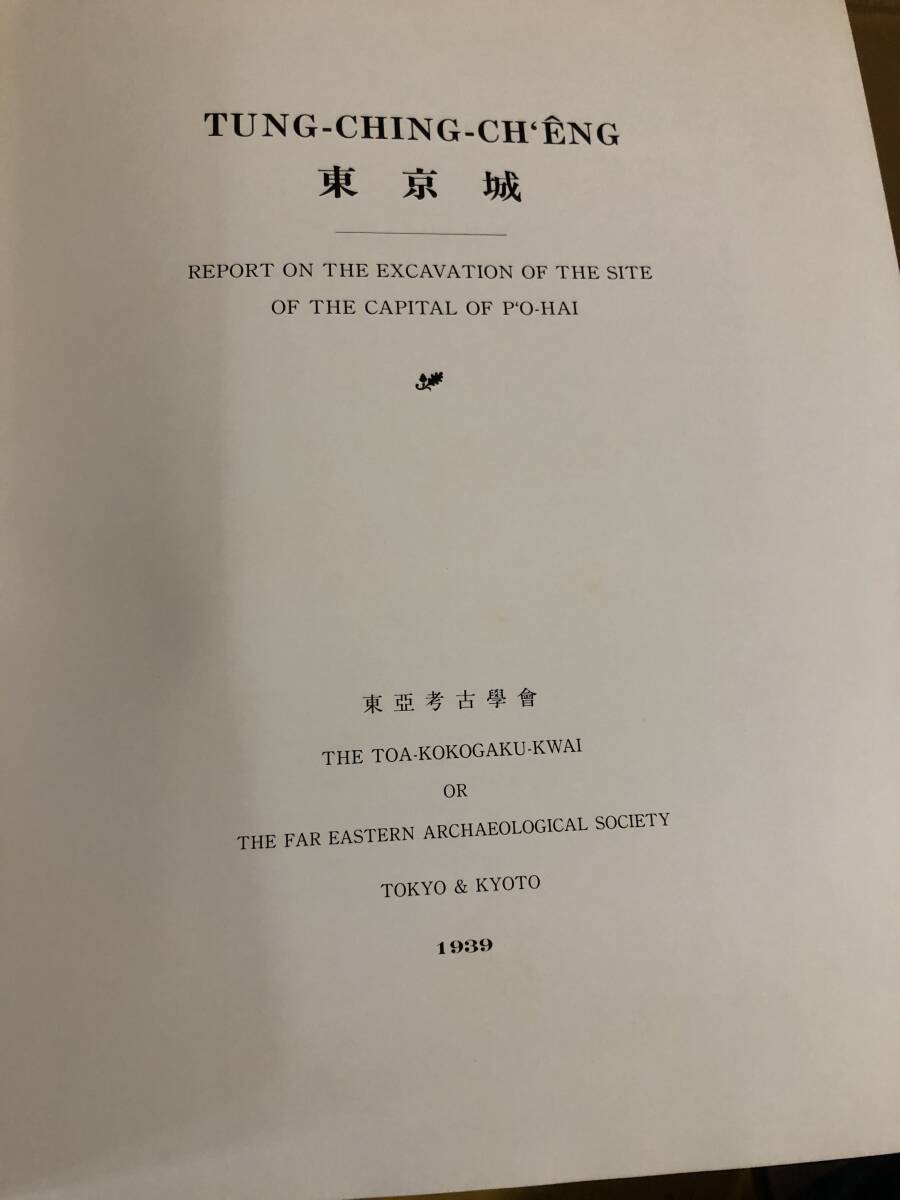 TUNG-CHING-CH‘ÊNG
東京城
REPORT ON THE EXCAVATION OF THE SITE
OF THE CAPITAL OF P‘O-HAI
東亞考古學會
THE TOA-KOKOGAKU-KWAI
OR
THE FAR EASTERN ARCHAEOLOGICAL SOCIETY
TOKYO & KYOTO
1939